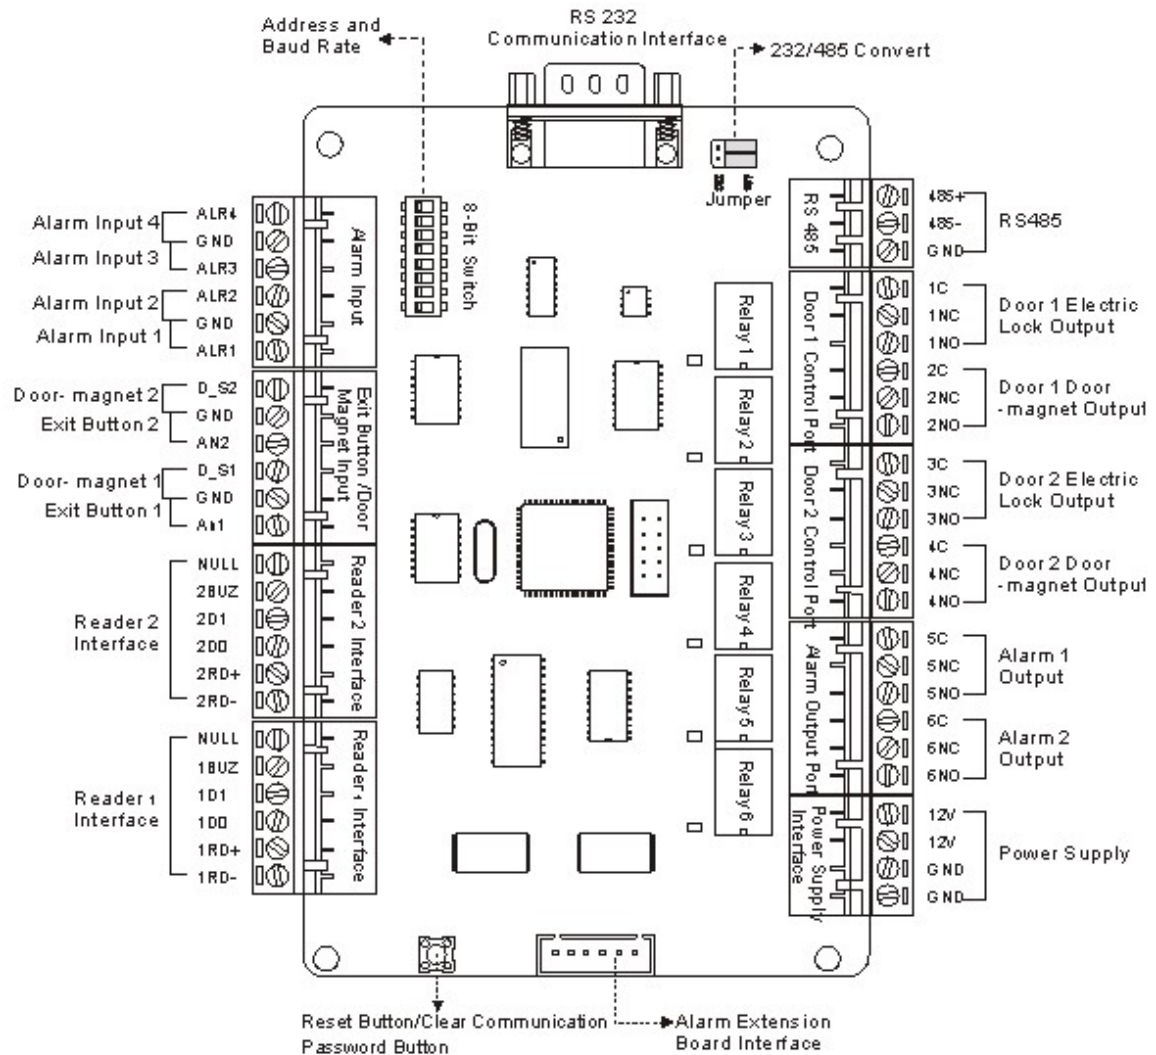 RS 232
Communication Interface
Address and
Baud Rate
232/485 Convert
8-Bit Switch
Jumper
Alarm Input 4
Alarm Input 3
Alarm Input 2
Alarm Input 1
ALR4
GND
ALR3
ALR2
GND
ALR1
Alarm Input
Door- magnet 2
Exit Button 2
Door- magnet 1
Exit Button 1
D_S2
GND
AN2
D_S1
GND
Exit Button /Door
Magnet Input
Reader 2
Interface
NULL
2BUZ
2D1
2D0
2RD+
2RD-
Reader 2 Interface
Reader 1
Interface
NULL
1BUZ
1D1
1D0
1RD+
1RD-
Reader 1 Interface
Relay 1
Relay 2
Relay 3
Relay 4
Relay 5
Relay 6
RS 485
485+
485-
GND
RS485
Door 1 Control Port
1C
1NC
1NO
Door 1 Electric
Lock Output
2C
2NC
2NO
Door 1 Door
-magnet Output
Door 2 Control Port
3C
3NC
3NO
Door 2 Electric
Lock Output
4C
4NC
4NO
Door 2 Door
-magnet Output
Alarm Output Port
5C
5NC
5NO
Alarm 1
Output
6C
6NC
6NO
Alarm 2
Output
Power Supply
Interface
12V
12V
GND
GND
Power Supply
Reset Button/Clear Communication
Password Button
Alarm Extension
Board Interface